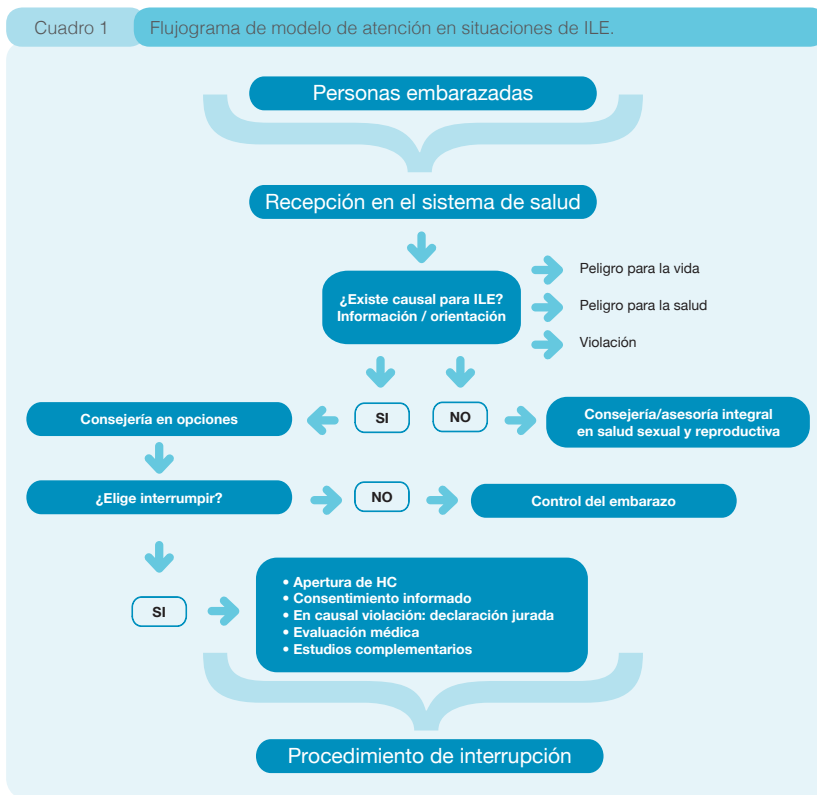 Cuadro 1
Flujograma de modelo de atención en situaciones de ILE.
Personas embarazadas
Recepción en el sistema de salud
¿Existe causal para ILE?
Información / orientación
Peligro para la vida
Peligro para la salud
Violación
Consejería en opciones
SI
NO
Consejería/asesoría integral
en salud sexual y reproductiva
¿Elige interrumpir?
NO
Control del embarazo
SI
• Apertura de HC
• Consentimiento informado
• En causal violación: declaración jurada
• Evaluación médica
• Estudios complementarios
Procedimiento de interrupción